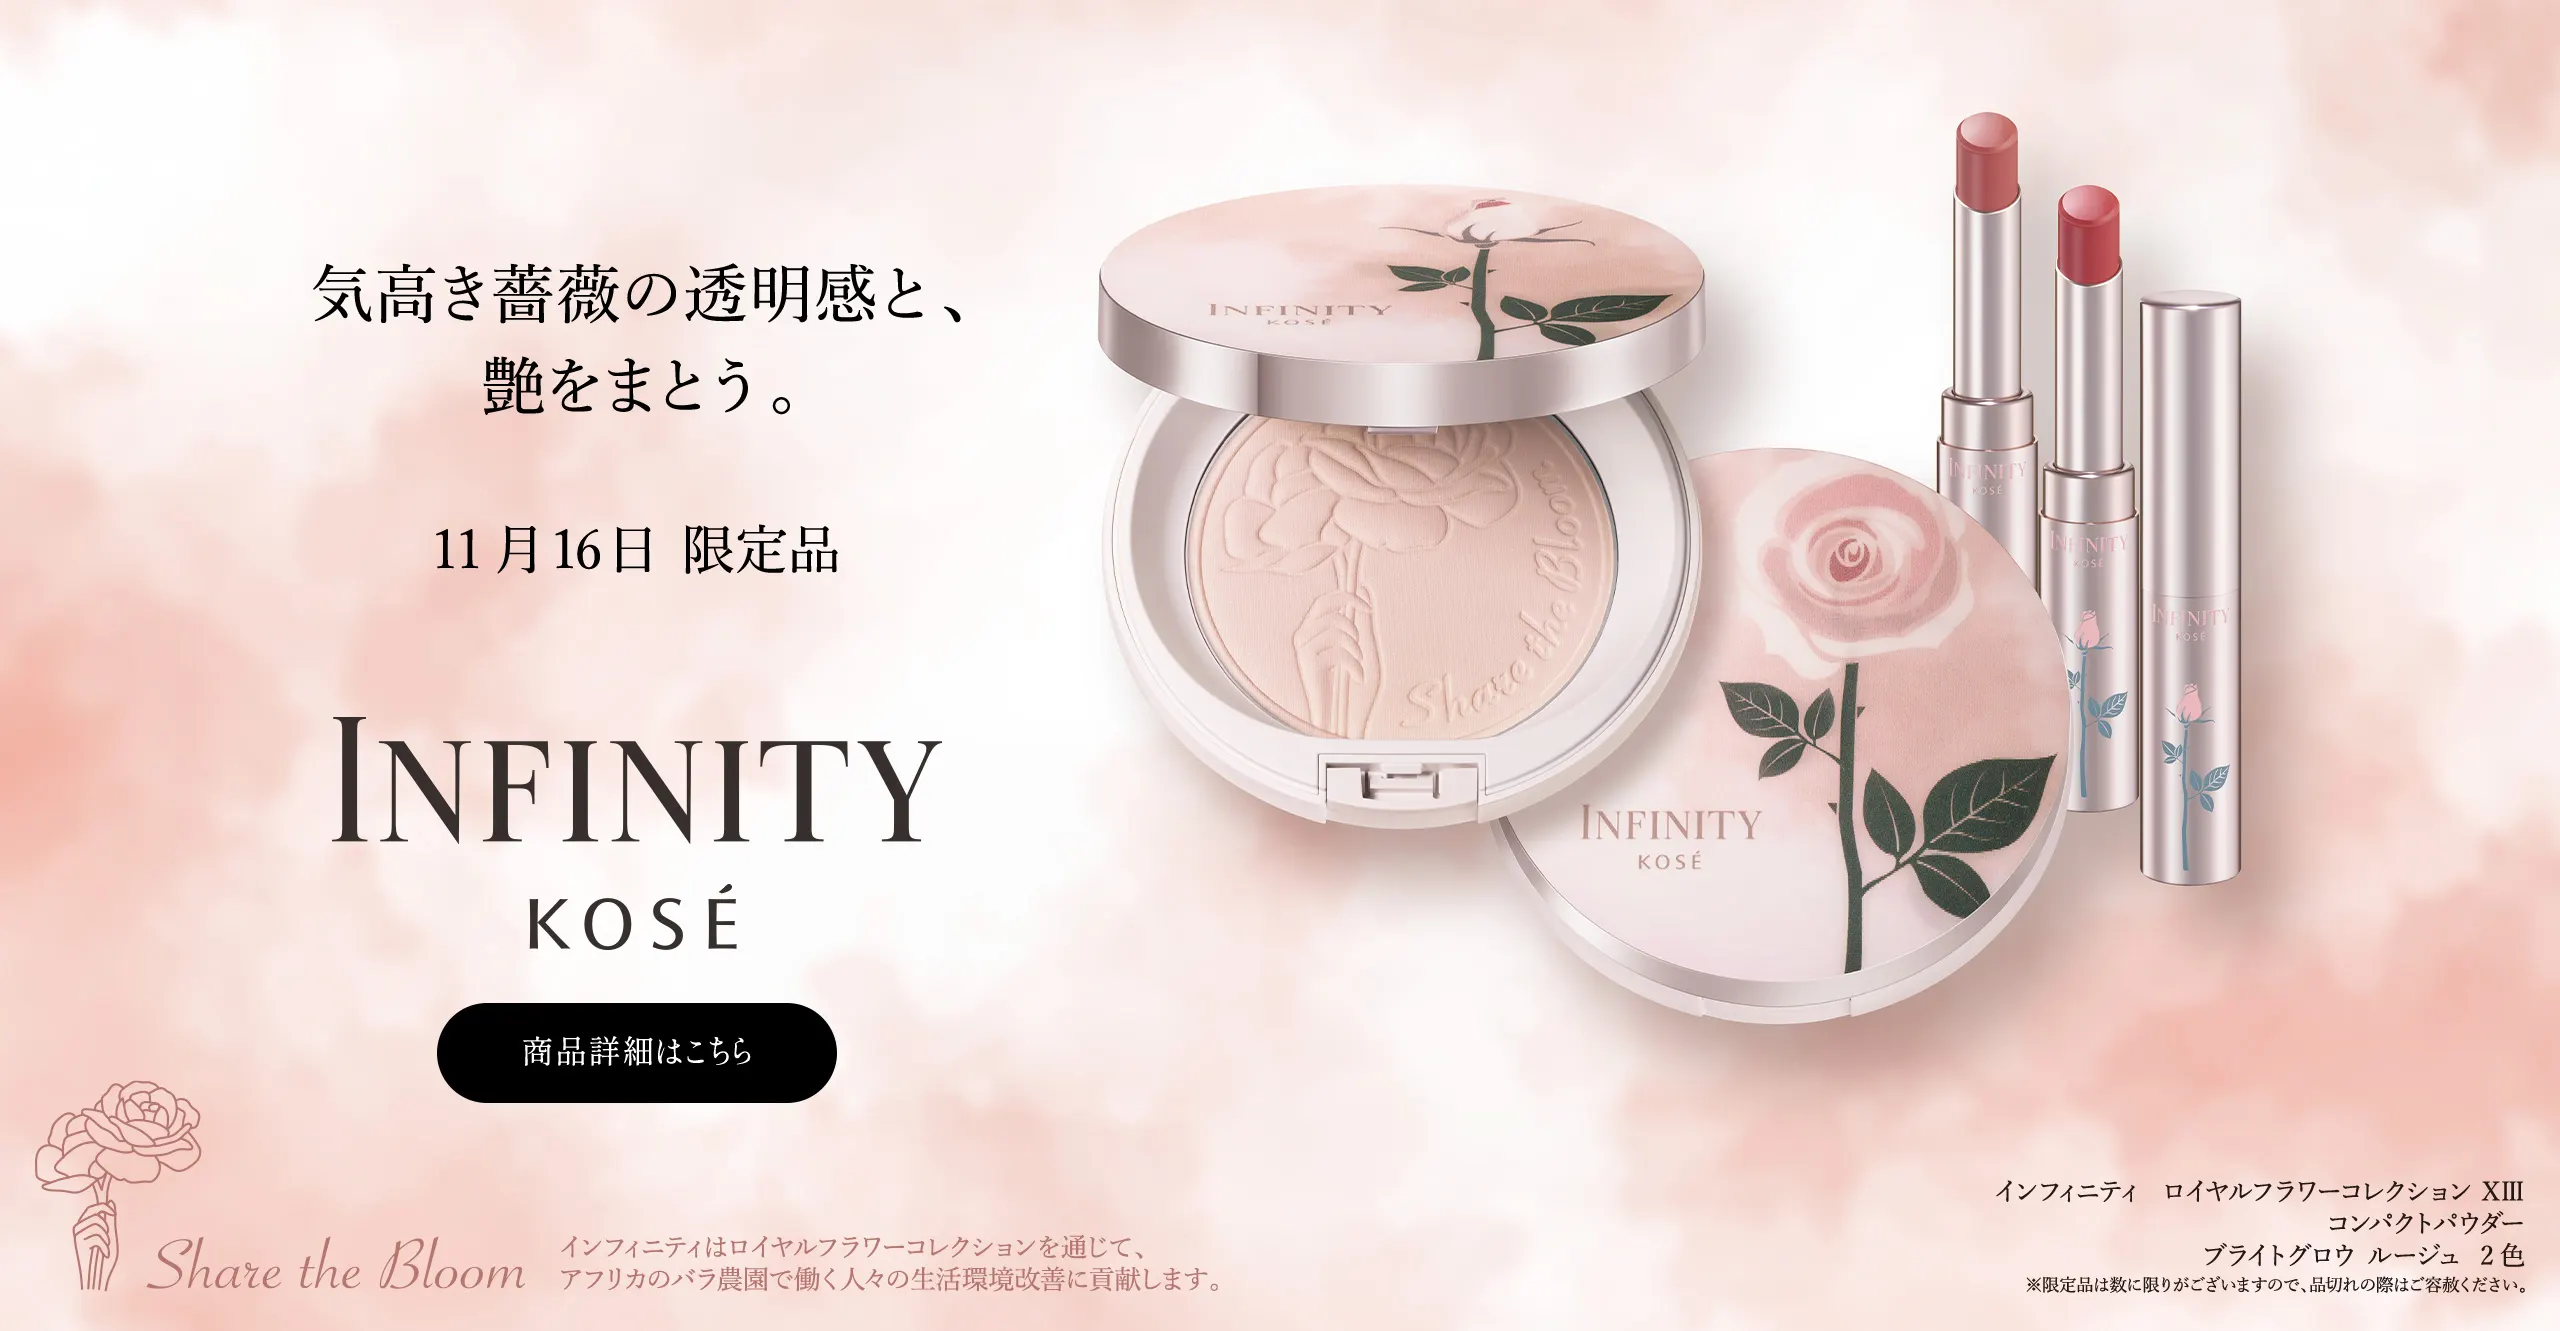 気高き薔薇の透明感と、
艶をまとう。
11月16日 限定品
INFINITY
KOSÉ
商品詳細はこちら
Share the Bloom
インフィニティはロイヤルフラワーコレクションを通じて、
アフリカのバラ農園で働く人々の生活環境改善に貢献します。
INFINITY
KOSÉ
Share the Bloom
INFINITY
KOSÉ
INFINITY
KOSÉ
INFINITY
KOSÉ
INFINITY
KOSÉ
インフィニティ ロイヤルフラワーコレクション XIII
コンパクトパウダー
ブライトグロウ ルージュ 2色
※限定品は数に限りがございますので、品切れの際はご容赦ください。